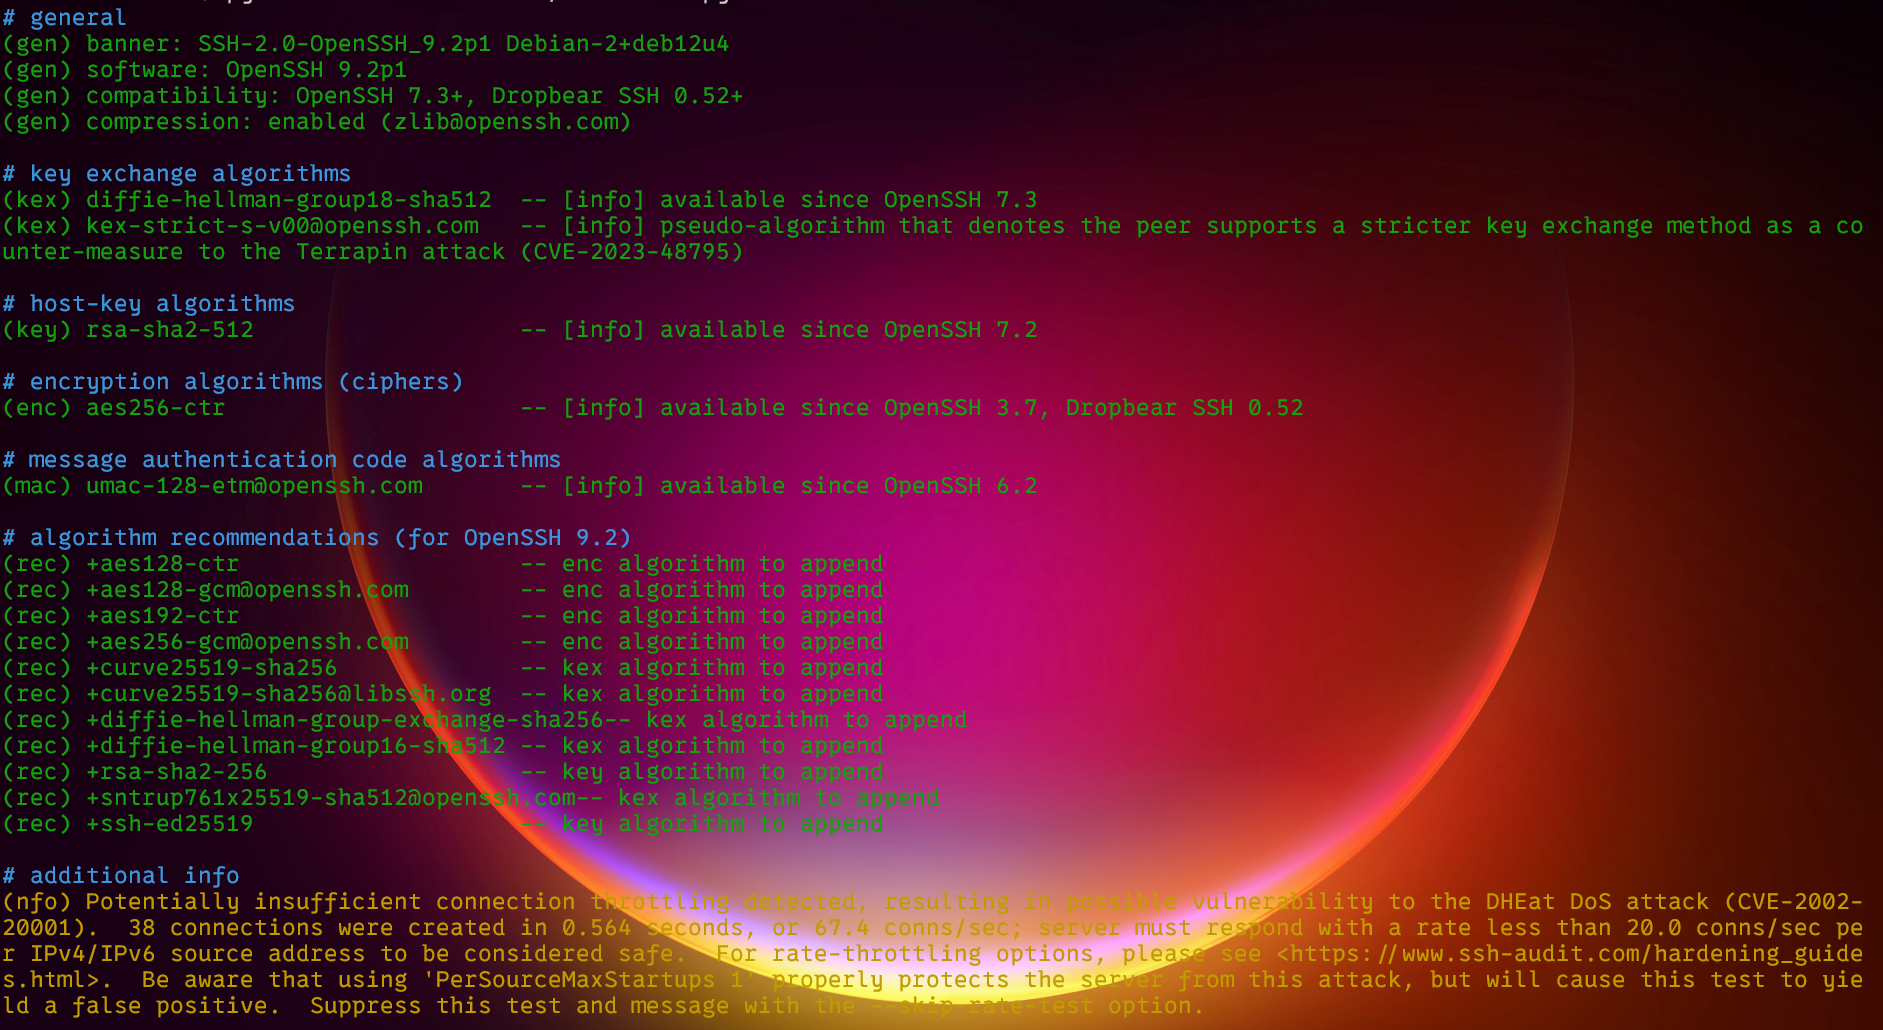 # general
(gen) banner: SSH-2.0-OpenSSH_9.2p1 Debian-2+deb12u4
(gen) software: OpenSSH 9.2p1
(gen) compatibility: OpenSSH 7.3+, Dropbear SSH 0.52+
(gen) compression: enabled (zlib@openssh.com)
# key exchange algorithms
(kex) diffie-hellman-group18-sha512  -- [info] available since OpenSSH 7.3
(kex) kex-strict-s-v00@openssh.com   -- [info] pseudo-algorithm that denotes the peer supports a stricter key exchange method as a co
unter-measure to the Terrapin attack (CVE-2023-48795)
# host-key algorithms
(key) rsa-sha2-512                   -- [info] available since OpenSSH 7.2
# encryption algorithms (ciphers)
(enc) aes256-ctr                     -- [info] available since OpenSSH 3.7, Dropbear SSH 0.52
# message authentication code algorithms
(mac) umac-128-etm@openssh.com       -- [info] available since OpenSSH 6.2
# algorithm recommendations (for OpenSSH 9.2)
(rec) +aes128-ctr                    -- enc algorithm to append
(rec) +aes128-gcm@openssh.com        -- enc algorithm to append
(rec) +aes192-ctr                    -- enc algorithm to append
(rec) +aes256-gcm@openssh.com        -- enc algorithm to append
(rec) +curve25519-sha256             -- kex algorithm to append
(rec) +curve25519-sha256@libssh.org  -- kex algorithm to append
(rec) +diffie-hellman-group-exchange-sha256-- kex algorithm to append
(rec) +diffie-hellman-group16-sha512 -- kex algorithm to append
(rec) +rsa-sha2-256                  -- key algorithm to append
(rec) +sntrup761x25519-sha512@openssh.com-- kex algorithm to append
(rec) +ssh-ed25519                   -- key algorithm to append
# additional info
(nfo) Potentially insufficient connection throttling detected, resulting in possible vulnerability to the DHEat DoS attack (CVE-2002-
20001).  38 connections were created in 0.564 seconds, or 67.4 conns/sec; server must respond with a rate less than 20.0 conns/sec pe
r IPv4/IPv6 source address to be considered safe.  For rate-throttling options, please see <https://www.ssh-audit.com/hardening_guide
s.html>.  Be aware that using 'PerSourceMaxStartups 1' properly protects the server from this attack, but will cause this test to yie
ld a false positive.  Suppress this test and message with the --skip-rate-test option.